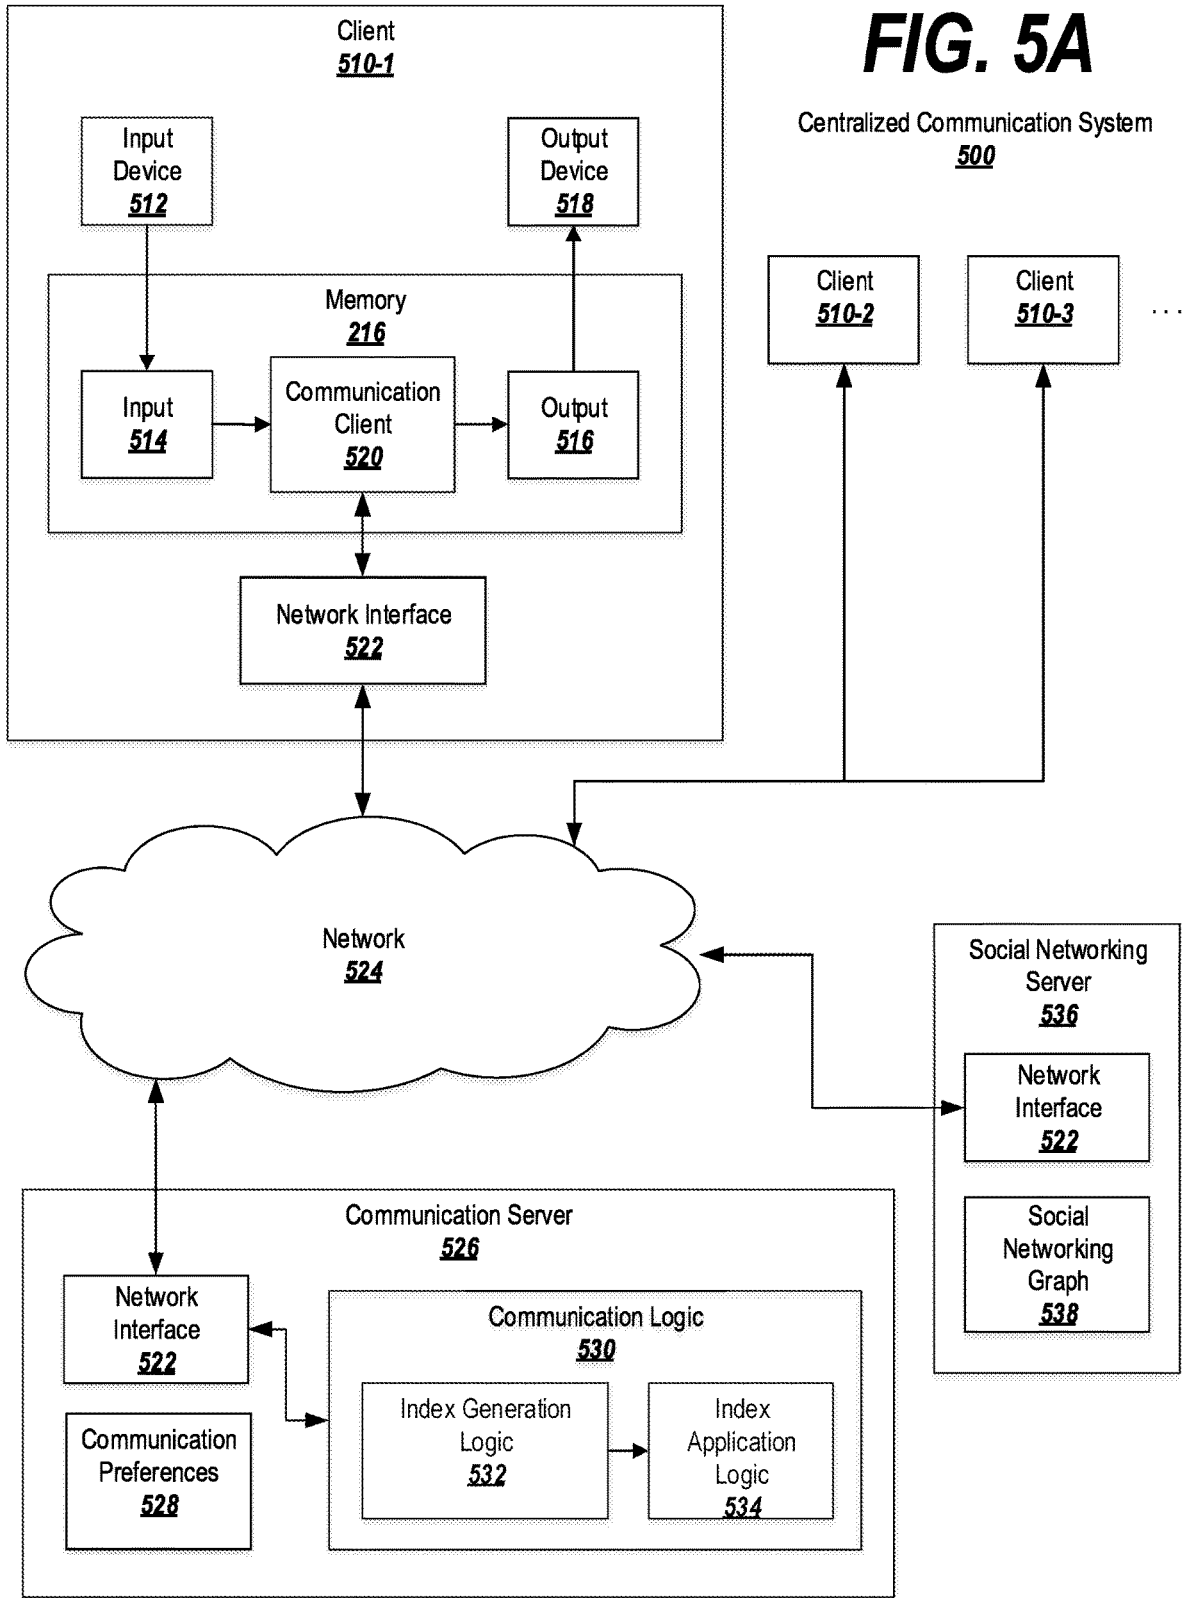 FIG. 5A
Centralized Communication System
500
Client
510-1
Input
Device
512
Output
Device
518
Memory
216
Input
514
Communication
Client
520
Output
516
Network Interface
522
Client
510-2
Client
510-3
...
Network
524
Social Networking
Server
536
Network
Interface
522
Social
Networking
Graph
538
Communication Server
526
Network
Interface
522
Communication
Preferences
528
Communication Logic
530
Index Generation
Logic
532
Index
Application
Logic
534